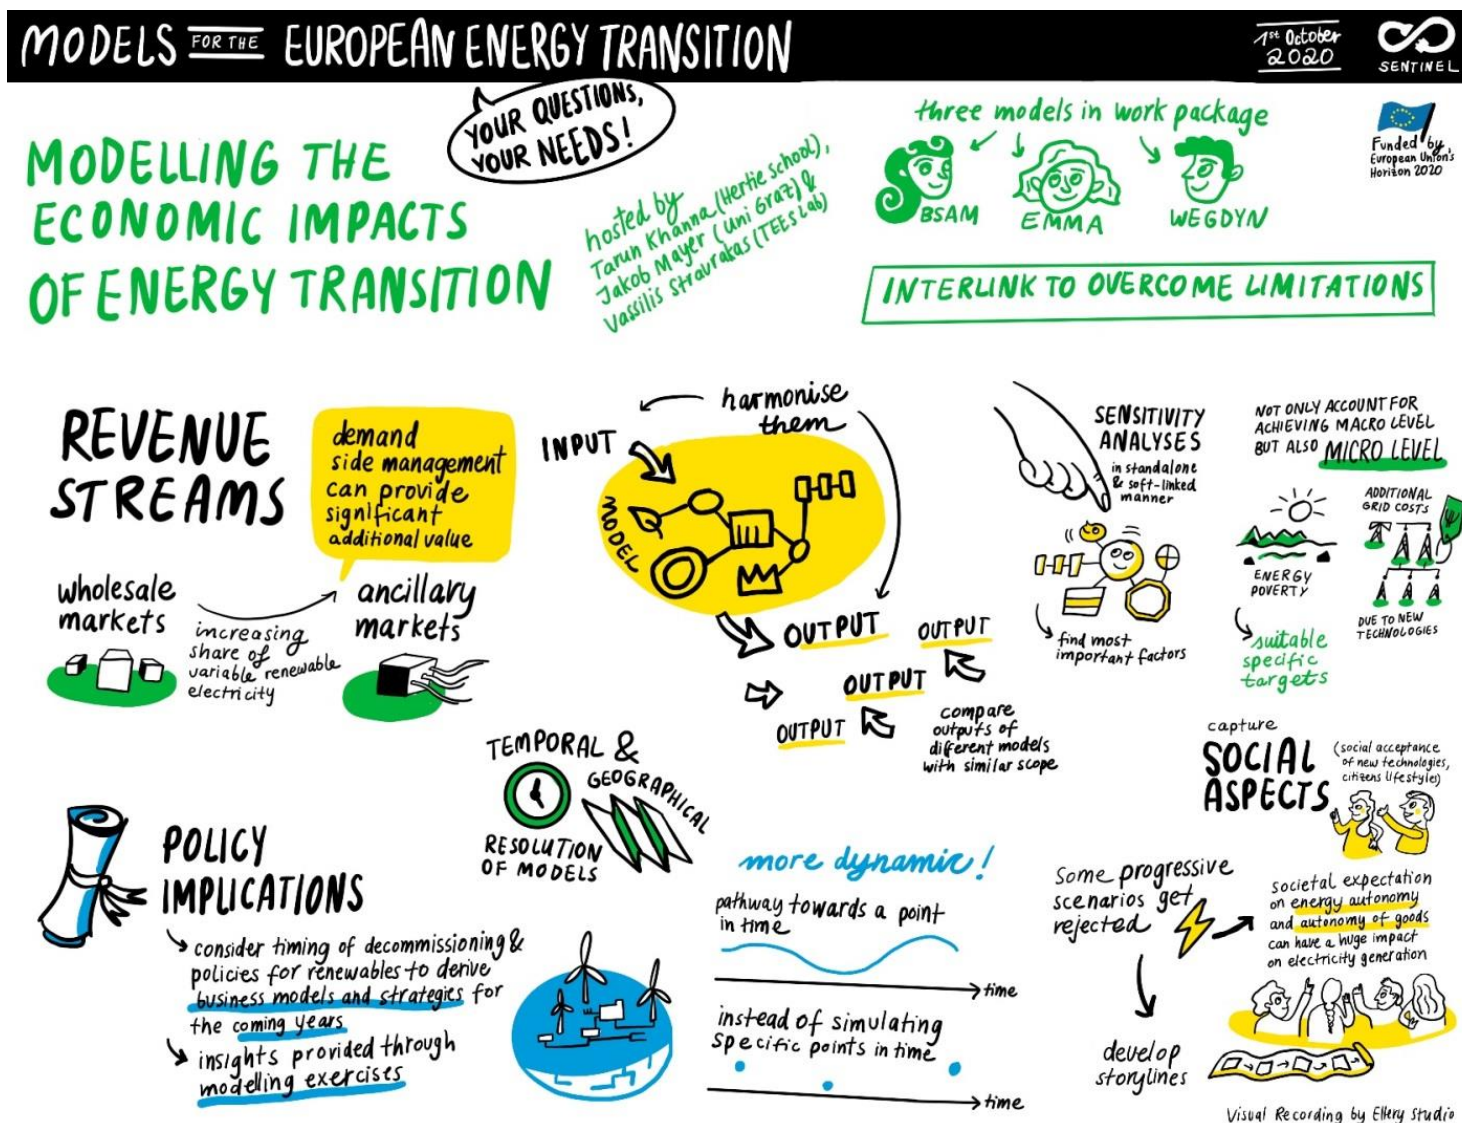 MODELS FOR THE EUROPEAN ENERGY TRANSITION
1st October
2020
SENTINEL
YOUR QUESTIONS,
YOUR NEEDS!
MODELLING THE
ECONOMIC IMPACTS
OF ENERGY TRANSITION
hosted by
Tarun Khanna (Hertie School),
Jakob Mayer (Uni Graz) &
Vassilis Stavrakas (TEEs Lab)
three models in work package
BSAM
EMMA
WEGDYN
Funded by
European Union's
Horizon 2020
INTERLINK TO OVERCOME LIMITATIONS
REVENUE
STREAMS
demand
side management
can provide
significant
additional value
wholesale
markets
increasing
share of
variable renewable
electricity
ancillary
markets
harmonise
them
INPUT
MODEL
OUTPUT
OUTPUT
OUTPUT
OUTPUT
compare
outputs of
different models
with similar scope
SENSITIVITY
ANALYSES
in standalone
& soft-linked
manner
find most
important factors
NOT ONLY ACCOUNT FOR
ACHIEVING MACRO LEVEL
BUT ALSO MICRO LEVEL
ENERGY
POVERTY
ADDITIONAL
GRID COSTS
DUE TO NEW
TECHNOLOGIES
suitable
specific
targets
TEMPORAL &
GEOGRAPHICAL
RESOLUTION
OF MODELS
POLICY
IMPLICATIONS
consider timing of decommissioning &
policies for renewables to derive
business models and strategies for
the coming years
insights provided through
modelling exercises
more dynamic!
pathway towards a point
in time
time
instead of simulating
specific points in time
time
capture
SOCIAL
ASPECTS
(social acceptance
of new technologies,
citizens lifestyles)
Some progressive
scenarios get
rejected
societal expectation
on energy autonomy
and autonomy of goods
can have a huge impact
on electricity generation
develop
storylines
Visual Recording by Ellery Studio